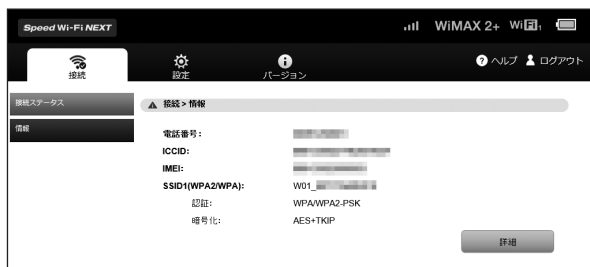 Speed Wi-Fi NEXT
WiMAX 2+ WiFi 1
接続
設定
バージョン
? ヘルプ
ログアウト
接続ステータス
情報
接続 > 情報
電話番号：
ICCID:
IMEI:
SSID1(WPA2/WPA): W01_
認証: WPA/WPA2-PSK
暗号化: AES+TKIP
詳細